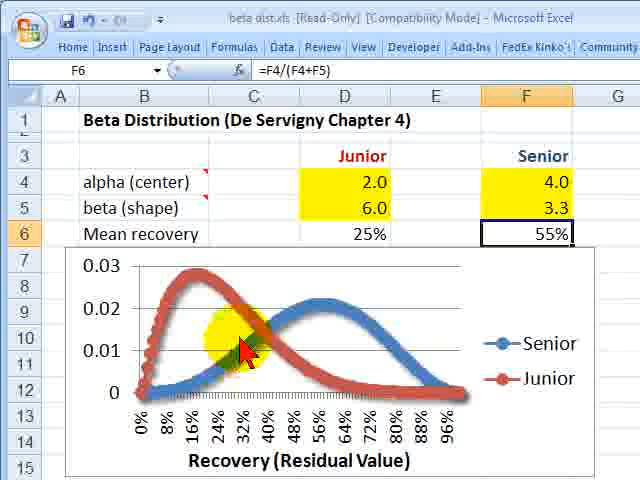 beta dist.xls [Read-Only] [Compatibility Mode] - Microsoft Excel
Home Insert Page Layout Formulas Data Review View Developer Add-Ins FedEx Kinko's Community
F6 fx =F4/(F4+F5)
A B C D E F G
1 Beta Distribution (De Servigny Chapter 4)
2
3 Junior Senior
4 alpha (center) 2.0 4.0
5 beta (shape) 6.0 3.3
6 Mean recovery 25% 55%
7
8
9
10
11
12
13
14
15
0.03
0.02
0.01
0
Senior
Junior
0% 8% 16% 24% 32% 40% 48% 56% 64% 72% 80% 88% 96%
Recovery (Residual Value)